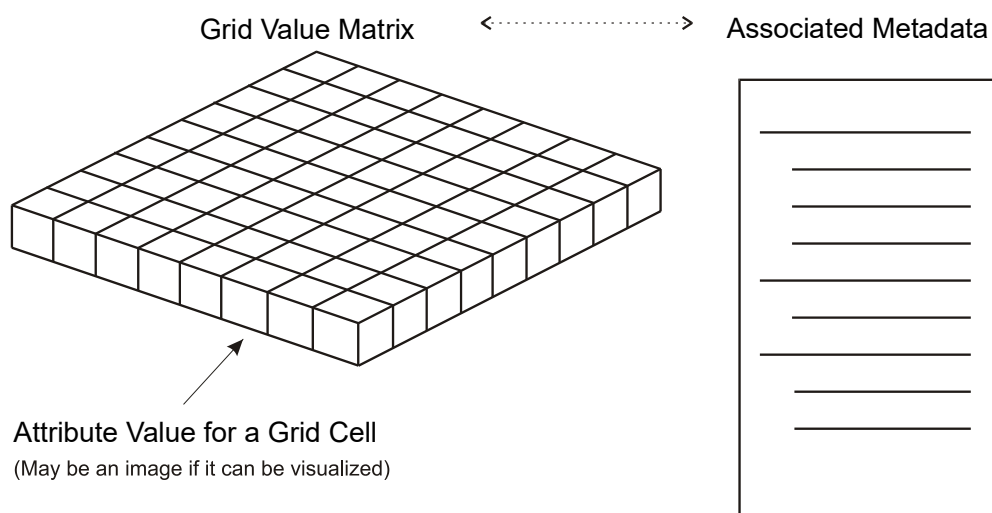 Grid Value Matrix
Associated Metadata
Attribute Value for a Grid Cell
(May be an image if it can be visualized)